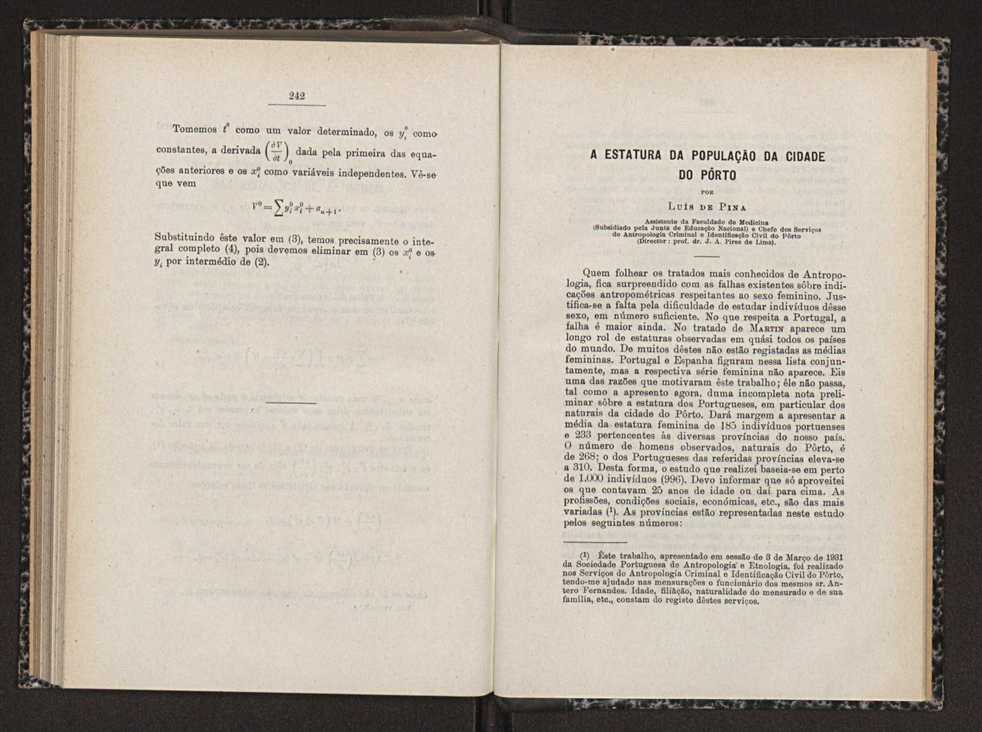 242
Tomemos t⁰ como um valor determinado, os yᵢ⁰ como
constantes, a derivada (∂V/∂t)₀ dada pela primeira das equa-
ções anteriores e os xᵢ⁰ como variáveis independentes. Vê-se
que vem
V⁰ = ∑ yᵢ⁰ xᵢ⁰ + aₙ₊₁.
Substituindo êste valor em (3), temos precisamente o inte-
gral completo (4), pois devemos eliminar em (3) os xᵢ⁰ e os
yᵢ por intermédio de (2).
A ESTATURA DA POPULAÇÃO DA CIDADE
DO PÔRTO
POR
LUÍS DE PINA
Assistente da Faculdade de Medicina
(Subsidiado pela Junta de Educação Nacional) e Chefe dos Serviços
de Antropologia Criminal e Identificação Civil do Pôrto
(Director: prof. dr. J. A. Pires de Lima).
Quem folhear os tratados mais conhecidos de Antropo-
logia, fica surpreendido com as falhas existentes sôbre indi-
cações antropométricas respeitantes ao sexo feminino. Jus-
tifica-se a falta pela dificuldade de estudar indivíduos dêsse
sexo, em número suficiente. No que respeita a Portugal, a
falha é maior ainda. No tratado de MARTIN aparece um
longo rol de estaturas observadas em quási todos os países
do mundo. De muitos dêstes não estão registadas as médias
femininas. Portugal e Espanha figuram nessa lista conjun-
tamente, mas a respectiva série feminina não aparece. Eis
uma das razões que motivaram êste trabalho; êle não passa,
tal como a apresento agora, duma incompleta nota preli-
minar sôbre a estatura dos Portugueses, em particular dos
naturais da cidade do Pôrto. Dará margem a apresentar a
média da estatura feminina de 185 indivíduos portuenses
e 233 pertencentes às diversas províncias do nosso país.
O número de homens observados, naturais do Pôrto, é
de 268; o dos Portugueses das referidas províncias eleva-se
a 310. Desta forma, o estudo que realizei baseia-se em perto
de 1.000 indivíduos (996). Devo informar que só aproveitei
os que contavam 25 anos de idade ou daí para cima. As
profissões, condições sociais, económicas, etc., são das mais
variadas (¹). As províncias estão representadas neste estudo
pelos seguintes números:
(1) Êste trabalho, apresentado em sessão de 3 de Março de 1931
da Sociedade Portuguesa de Antropologia e Etnologia, foi realizado
nos Serviços de Antropologia Criminal e Identificação Civil do Pôrto,
tendo-me ajudado nas mensurações o funcionário dos mesmos sr. An-
tero Fernandes. Idade, filiação, naturalidade do mensurado e de sua
família, etc., constam do registo dêstes serviços.